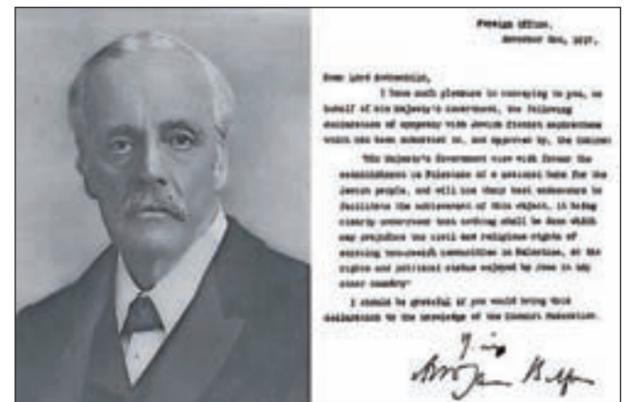 Foreign Office,
November 2nd, 1917.
Dear Lord Rothschild,
I have much pleasure in conveying to you, on
behalf of His Majesty's Government, the following
declaration of sympathy with Jewish Zionist aspirations
which has been submitted to, and approved by, the Cabinet
"His Majesty's Government view with favour the
establishment in Palestine of a national home for the
Jewish people, and will use their best endeavours to
facilitate the achievement of this object, it being
clearly understood that nothing shall be done which
may prejudice the civil and religious rights of
existing non-Jewish communities in Palestine, or the
rights and political status enjoyed by Jews in any
other country"
I should be grateful if you would bring this
declaration to the knowledge of the Zionist Federation.